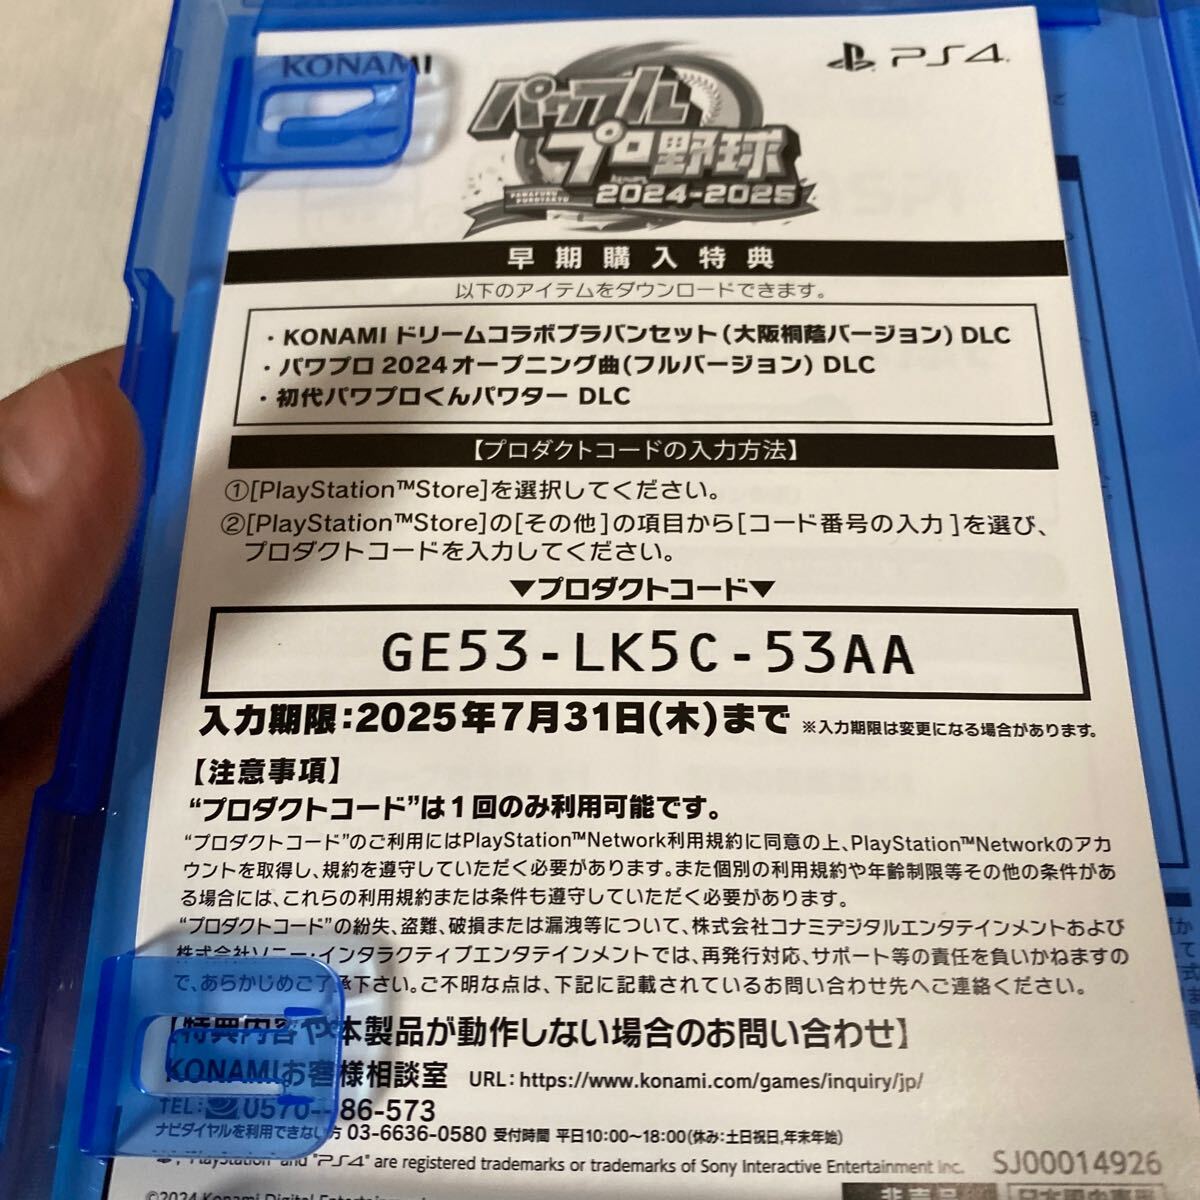 KONAMI
パワフルプロ野球
PAWAFURU PUROYAKYU
2024-2025
PS4
早期購入特典
以下のアイテムをダウンロードできます。
・KONAMI ドリームコラボブラバンセット(大阪桐蔭バージョン) DLC
・パワプロ 2024 オープニング曲(フルバージョン) DLC
・初代パワプロくんパワター DLC
【プロダクトコードの入力方法】
①[PlayStation™Store]を選択してください。
②[PlayStation™Store]の[その他]の項目から[コード番号の入力]を選び、
プロダクトコードを入力してください。
▼プロダクトコード▼
GE53-LK5C-53AA
入力期限:2025年7月31日(木)まで ※入力期限は変更になる場合があります。
【注意事項】
“プロダクトコード”は1回のみ利用可能です。
“プロダクトコード”のご利用にはPlayStation™Network利用規約に同意の上、PlayStation™Networkのアカ
ウントを取得し、規約を遵守していただく必要があります。また個別の利用規約や年齢制限等その他の条件があ
る場合には、これらの利用規約または条件も遵守していただく必要があります。
“プロダクトコード”の紛失、盗難、破損または漏洩等について、株式会社コナミデジタルエンタテインメントおよび
株式会社ソニー・インタラクティブエンタテインメントでは、再発行対応、サポート等の責任を負いかねますの
で、あらかじめご了承下さい。ご不明な点は、下記に記載されているお問い合わせ先へご連絡ください。
【特典内容や本製品が動作しない場合のお問い合わせ】
KONAMIお客様相談室 URL:https://www.konami.com/games/inquiry/jp/
TEL: 0570-086-573
ナビダイヤルを利用できない方 03-6636-0580 受付時間 平日10:00～18:00(休み:土日祝日,年末年始)
", "PlayStation" and "PS4" are registered trademarks or trademarks of Sony Interactive Entertainment Inc. SJ00014926
©2024 Konami Digital Entertainment 非売品